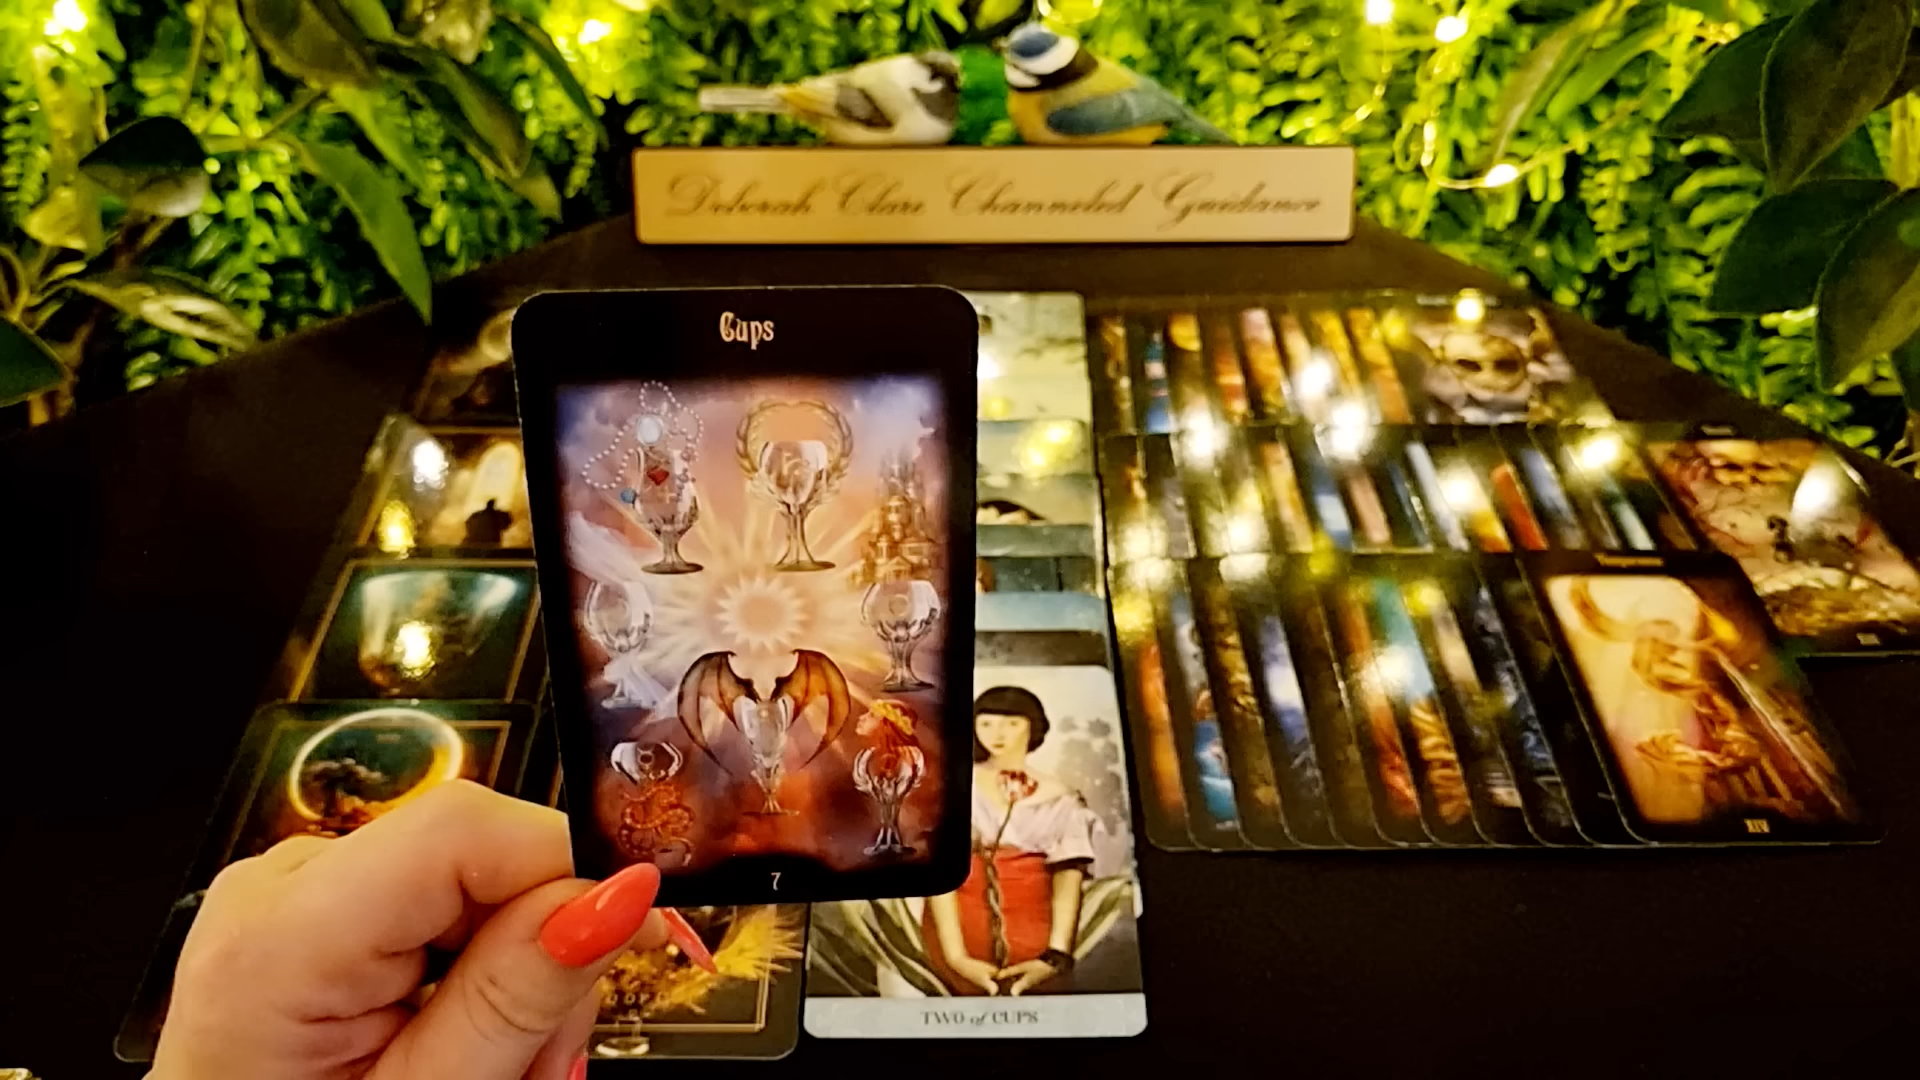 Deborah Clare Channeled Guidance
Cups
7
TWO of CUPS
XIV